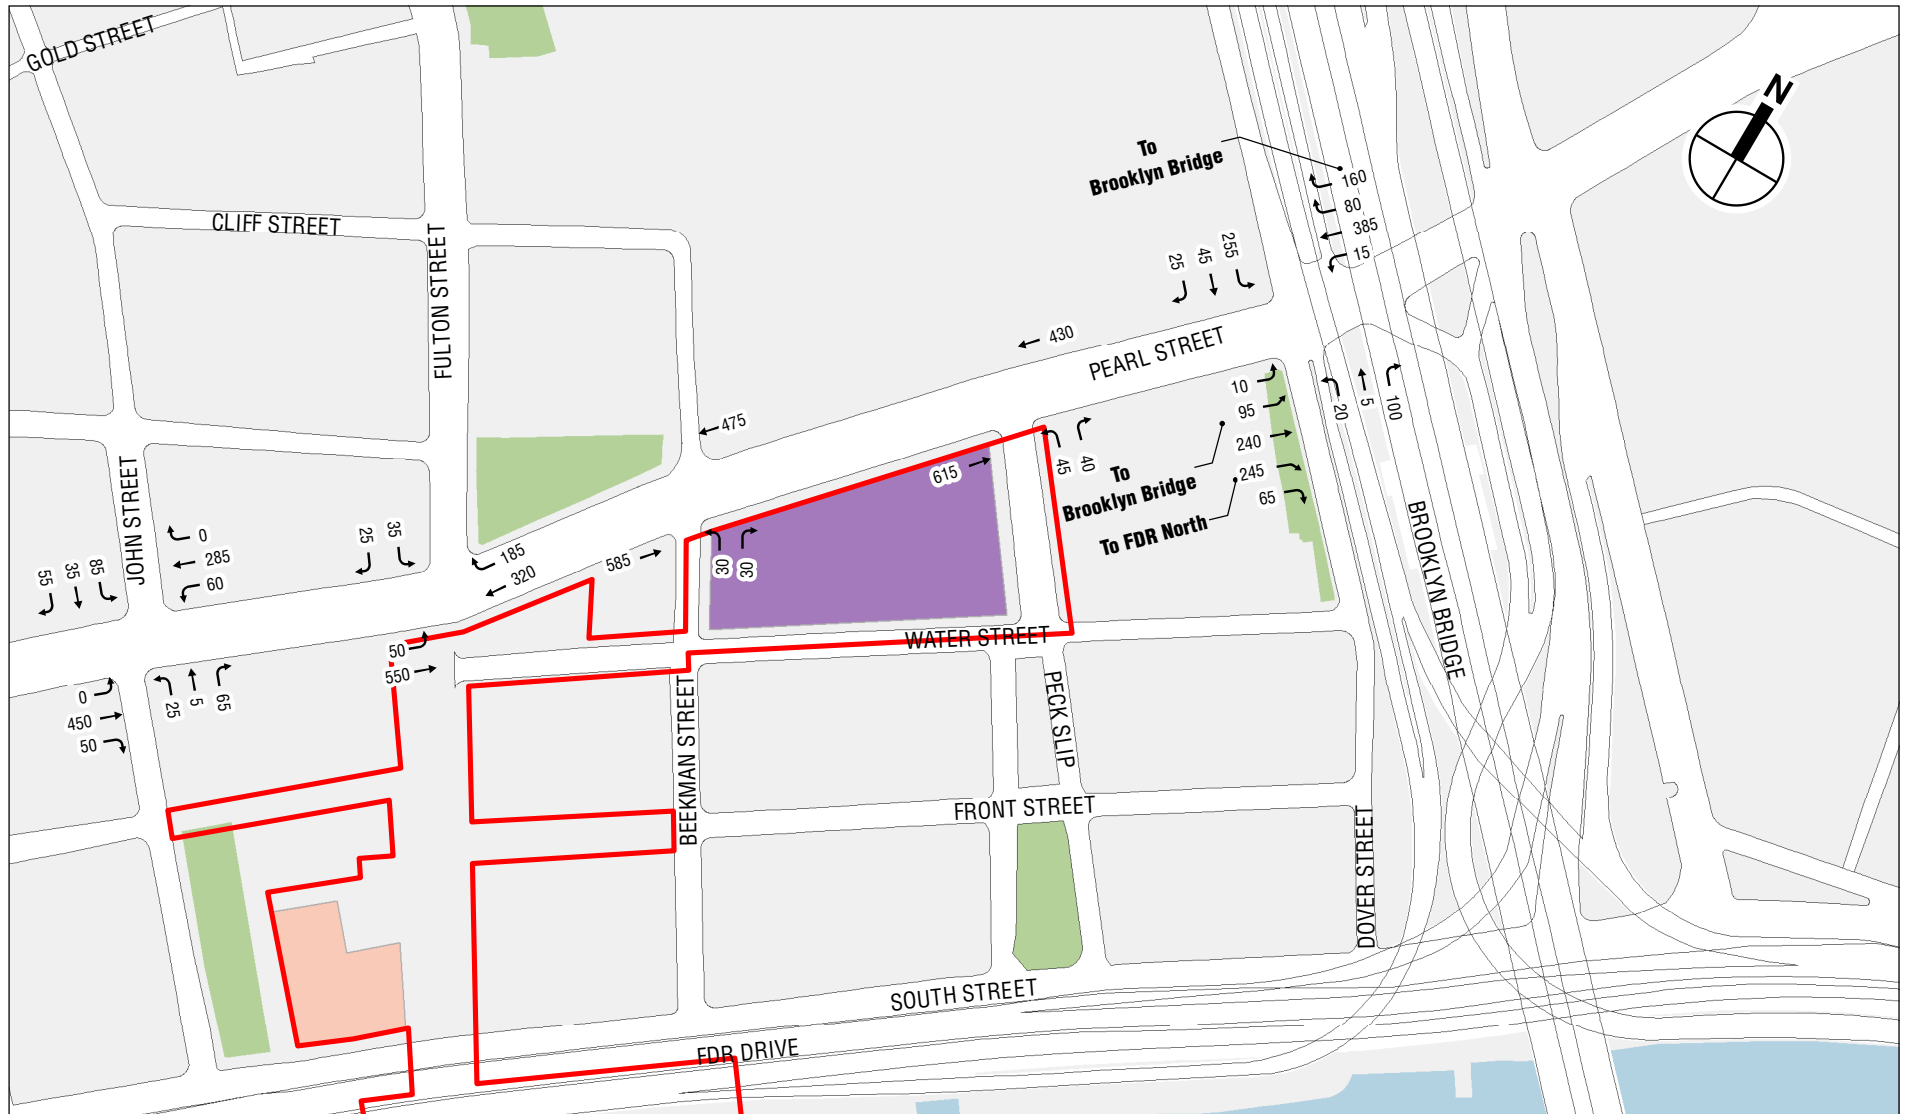 GOLD STREET
N
To
Brooklyn Bridge
160
80
385
15
CLIFF STREET
FULTON STREET
25
45
255
430
PEARL STREET
10
95
240
245
65
20
5
100
475
615
45
40
To
Brooklyn Bridge
To FDR North
JOHN STREET
0
285
60
25
35
185
320
585
30
30
55
35
85
BROOKLYN BRIDGE
50
550
WATER STREET
0
450
50
25
5
65
BEEKMAN STREET
PECK SLIP
FRONT STREET
DOVER STREET
SOUTH STREET
FDR DRIVE